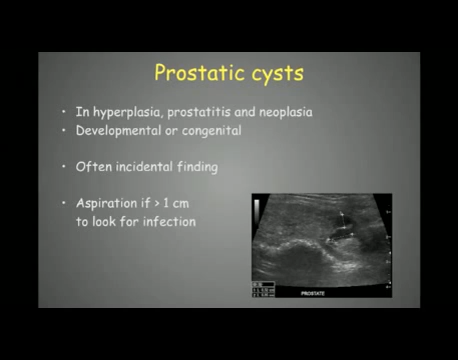 Prostatic cysts
• In hyperplasia, prostatitis and neoplasia
• Developmental or congenital
• Often incidental finding
• Aspiration if > 1 cm
to look for infection
PROSTATE